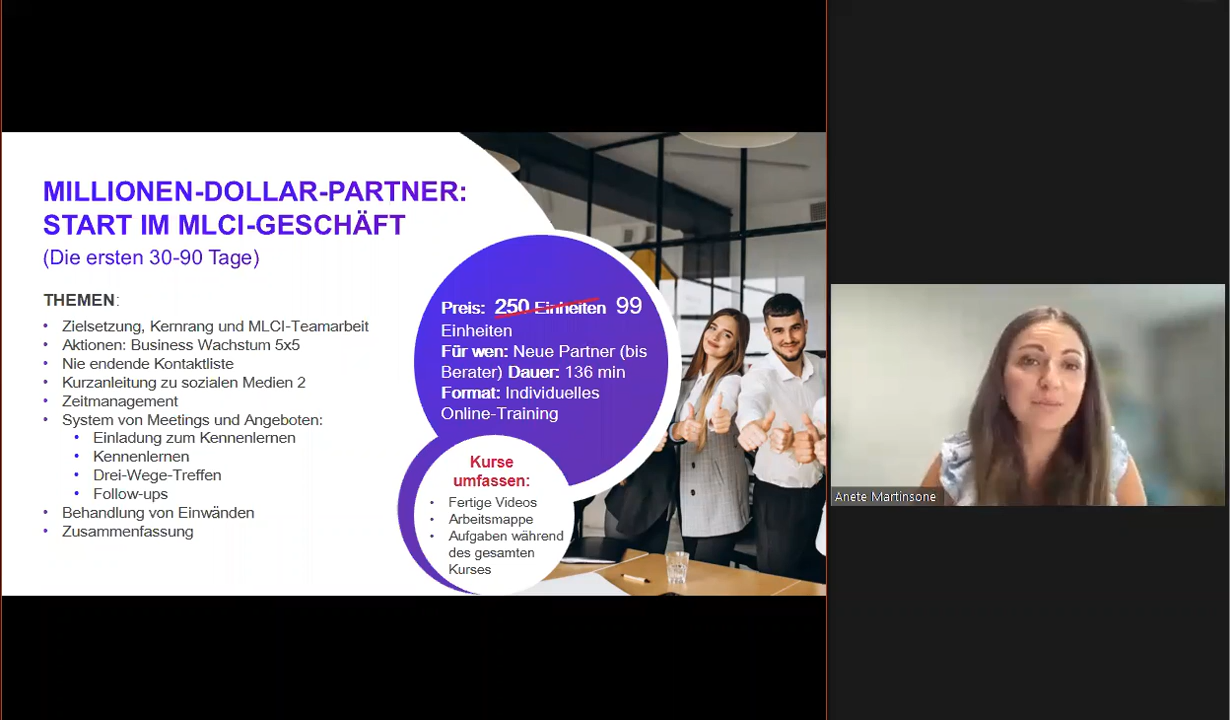 MILLIONEN-DOLLAR-PARTNER:
START IM MLCI-GESCHÄFT
(Die ersten 30-90 Tage)
THEMEN:
• Zielsetzung, Kernrang und MLCI-Teamarbeit
• Aktionen: Business Wachstum 5x5
• Nie endende Kontaktliste
• Kurzanleitung zu sozialen Medien 2
• Zeitmanagement
• System von Meetings und Angeboten:
• Einladung zum Kennenlernen
• Kennenlernen
• Drei-Wege-Treffen
• Follow-ups
• Behandlung von Einwänden
• Zusammenfassung
Preis: 250 Einheiten 99
Einheiten
Für wen: Neue Partner (bis
Berater) Dauer: 136 min
Format: Individuelles
Online-Training
Kurse
umfassen:
• Fertige Videos
• Arbeitsmappe
• Aufgaben während
des gesamten
Kurses
Anete Martinsone